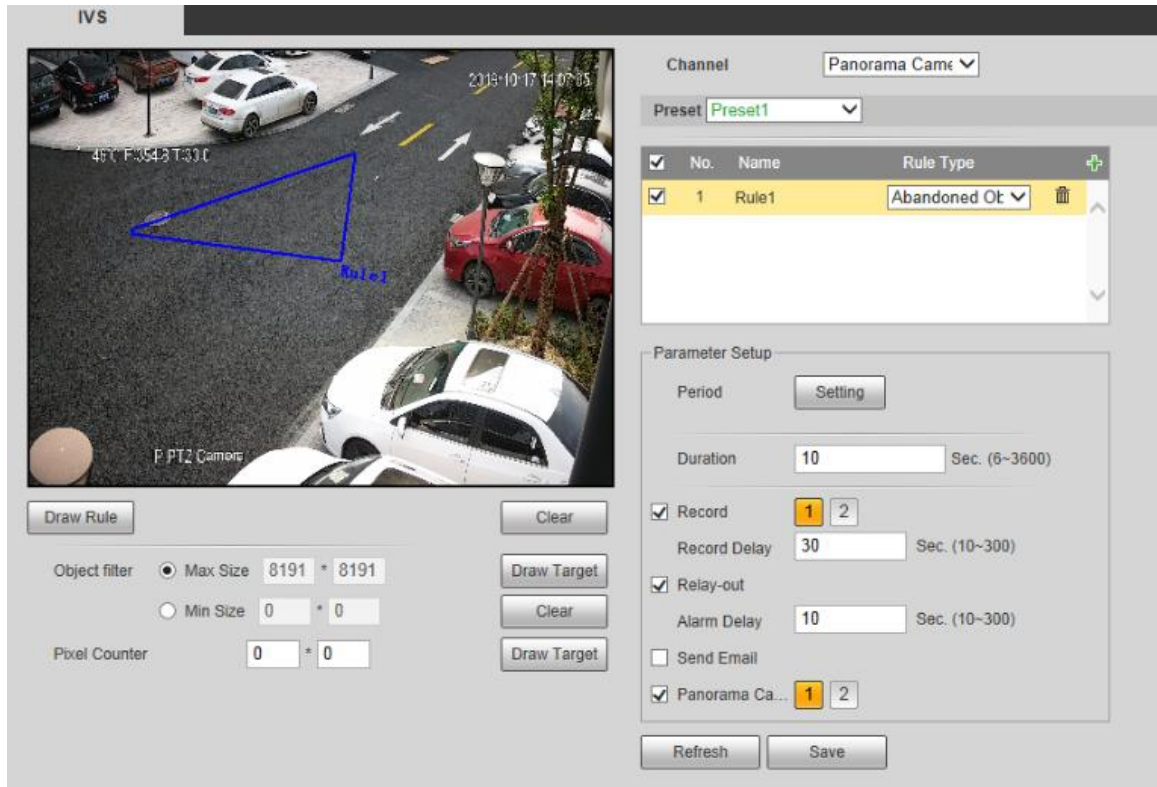 IVS
2019-10-17 14:07:35
Rule1
P PTZ Camera
Draw Rule
Clear
Object filter
Max Size 8191 * 8191
Draw Target
Min Size 0 * 0
Clear
Pixel Counter 0 * 0
Draw Target
Channel Panorama Came
Preset Preset1
No. Name Rule Type
1 Rule1 Abandoned Ob
Parameter Setup
Period Setting
Duration 10 Sec. (6~3600)
Record 1 2
Record Delay 30 Sec. (10~300)
Relay-out
Alarm Delay 10 Sec. (10~300)
Send Email
Panorama Ca... 1 2
Refresh Save